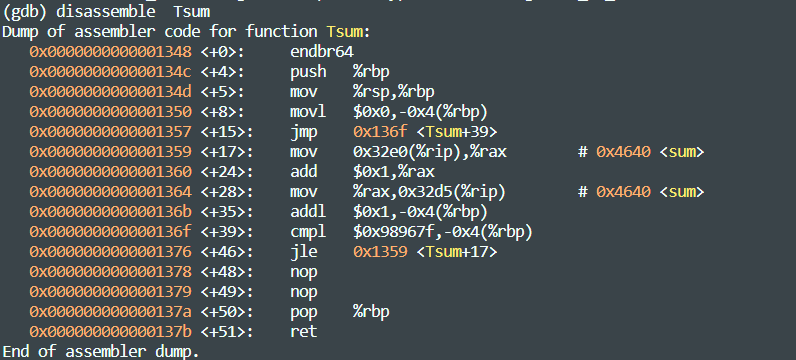 (gdb) disassemble  Tsum
Dump of assembler code for function Tsum:
   0x0000000000001348 <+0>:     endbr64
   0x000000000000134c <+4>:     push   %rbp
   0x000000000000134d <+5>:     mov    %rsp,%rbp
   0x0000000000001350 <+8>:     movl   $0x0,-0x4(%rbp)
   0x0000000000001357 <+15>:    jmp    0x136f <Tsum+39>
   0x0000000000001359 <+17>:    mov    0x32e0(%rip),%rax        # 0x4640 <sum>
   0x0000000000001360 <+24>:    add    $0x1,%rax
   0x0000000000001364 <+28>:    mov    %rax,0x32d5(%rip)        # 0x4640 <sum>
   0x000000000000136b <+35>:    addl   $0x1,-0x4(%rbp)
   0x000000000000136f <+39>:    cmpl   $0x98967f,-0x4(%rbp)
   0x0000000000001376 <+46>:    jle    0x1359 <Tsum+17>
   0x0000000000001378 <+48>:    nop
   0x0000000000001379 <+49>:    nop
   0x000000000000137a <+50>:    pop    %rbp
   0x000000000000137b <+51>:    ret
End of assembler dump.